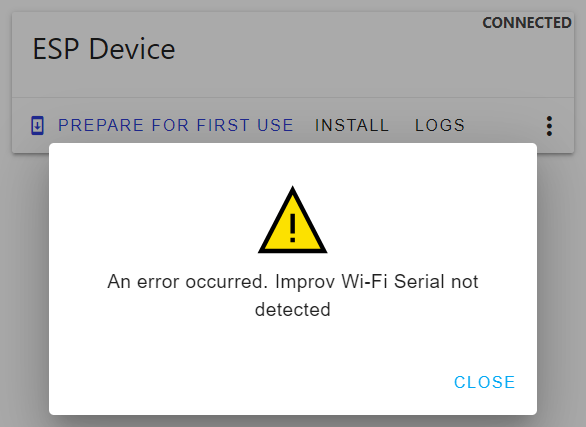 CONNECTED
ESP Device
PREPARE FOR FIRST USE INSTALL LOGS
An error occurred. Improv Wi-Fi Serial not
detected
CLOSE